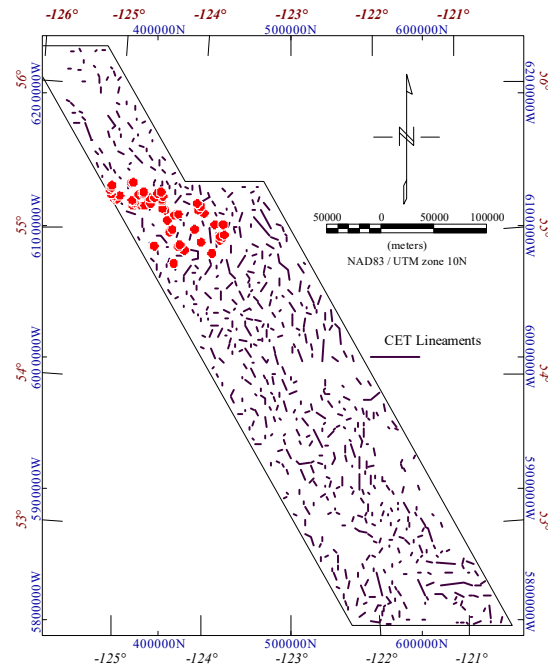 -126° -125° -124° -123° -122° -121°
400000N 500000N 600000N
56° 6200000W 6200000W 56°
55° 6100000W 6100000W 55°
N
50000 0 50000 100000
(meters)
NAD83 / UTM zone 10N
CET Lineaments
54° 6000000W 6000000W 54°
53° 5900000W 5900000W 53°
5800000W 5800000W
400000N 500000N 600000N
-125° -124° -123° -122° -121°